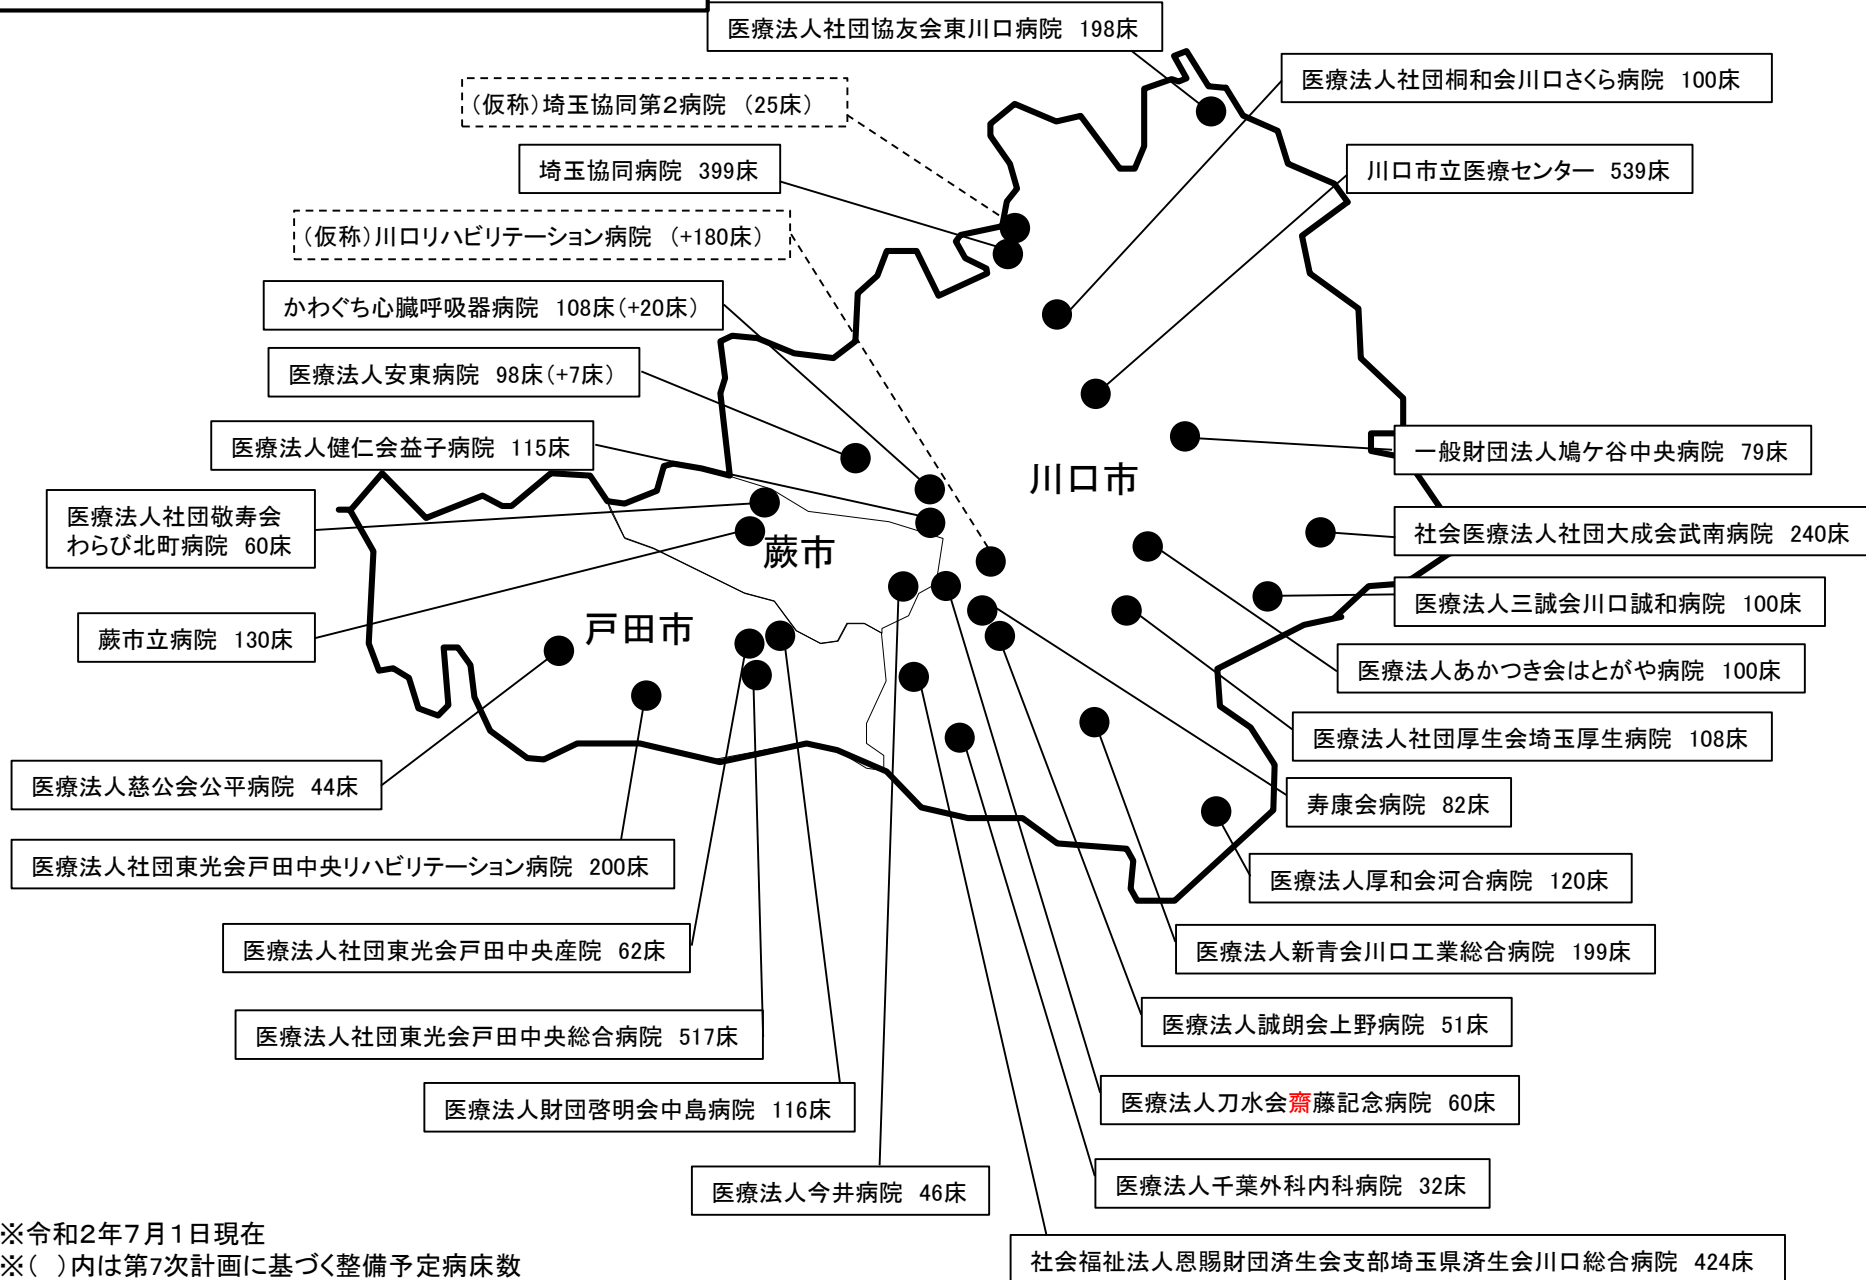 医療法人社団協友会東川口病院 198床
医療法人社団桐和会川口さくら病院 100床
（仮称）埼玉協同第２病院 （25床）
埼玉協同病院 399床
川口市立医療センター 539床
（仮称）川口リハビリテーション病院 （+180床）
かわぐち心臓呼吸器病院 108床（+20床）
医療法人安東病院 98床（+7床）
医療法人健仁会益子病院 115床
一般財団法人鳩ケ谷中央病院 79床
川口市
医療法人社団敬寿会
わらび北町病院 60床
社会医療法人社団大成会武南病院 240床
蕨市
医療法人三誠会川口誠和病院 100床
蕨市立病院 130床
戸田市
医療法人あかつき会はとがや病院 100床
医療法人社団厚生会埼玉厚生病院 108床
医療法人慈公会公平病院 44床
寿康会病院 82床
医療法人社団東光会戸田中央リハビリテーション病院 200床
医療法人厚和会河合病院 120床
医療法人社団東光会戸田中央産院 62床
医療法人新青会川口工業総合病院 199床
医療法人社団東光会戸田中央総合病院 517床
医療法人誠朗会上野病院 51床
医療法人財団啓明会中島病院 116床
医療法人刀水会齋藤記念病院 60床
医療法人今井病院 46床
医療法人千葉外科内科病院 32床
社会福祉法人恩賜財団済生会支部埼玉県済生会川口総合病院 424床
※令和２年７月１日現在
※（ ）内は第７次計画に基づく整備予定病床数